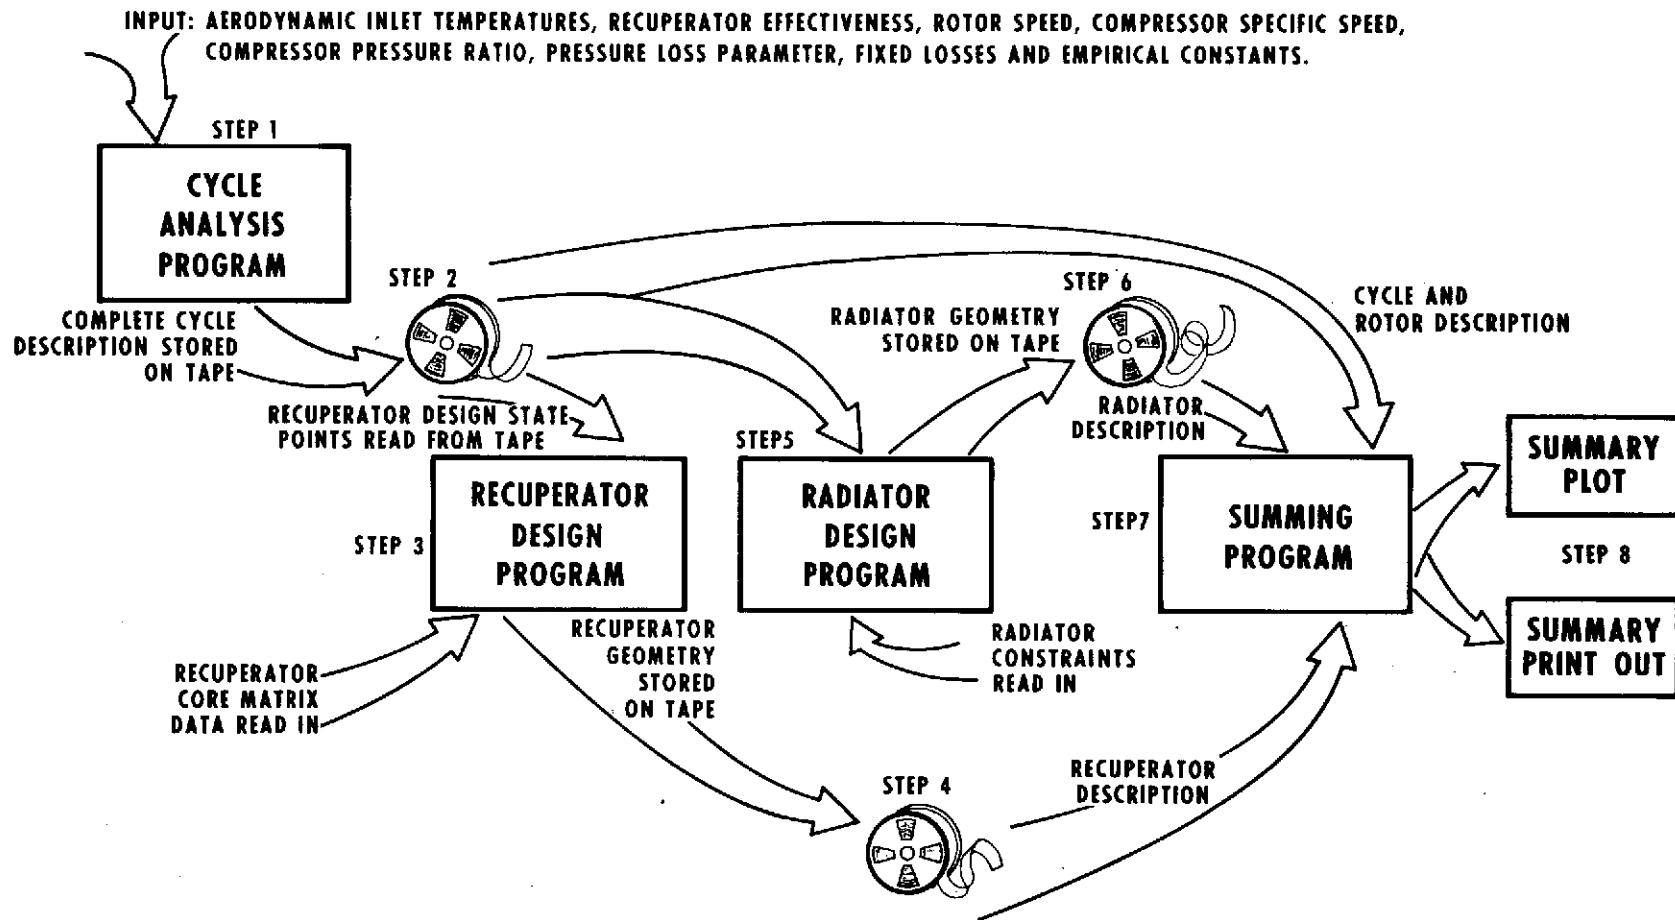 INPUT: AERODYNAMIC INLET TEMPERATURES, RECUPERATOR EFFECTIVENESS, ROTOR SPEED, COMPRESSOR SPECIFIC SPEED,
COMPRESSOR PRESSURE RATIO, PRESSURE LOSS PARAMETER, FIXED LOSSES AND EMPIRICAL CONSTANTS.
STEP 1
CYCLE
ANALYSIS
PROGRAM
COMPLETE CYCLE
DESCRIPTION STORED
ON TAPE
STEP 2
RECUPERATOR DESIGN STATE
POINTS READ FROM TAPE
STEP 3
RECUPERATOR
DESIGN
PROGRAM
RECUPERATOR
CORE MATRIX
DATA READ IN
RECUPERATOR
GEOMETRY
STORED
ON TAPE
STEP 4
RECUPERATOR
DESCRIPTION
STEP5
RADIATOR
DESIGN
PROGRAM
RADIATOR
CONSTRAINTS
READ IN
RADIATOR GEOMETRY
STORED ON TAPE
STEP 6
RADIATOR
DESCRIPTION
CYCLE AND
ROTOR DESCRIPTION
STEP7
SUMMING
PROGRAM
SUMMARY
PLOT
STEP 8
SUMMARY
PRINT OUT